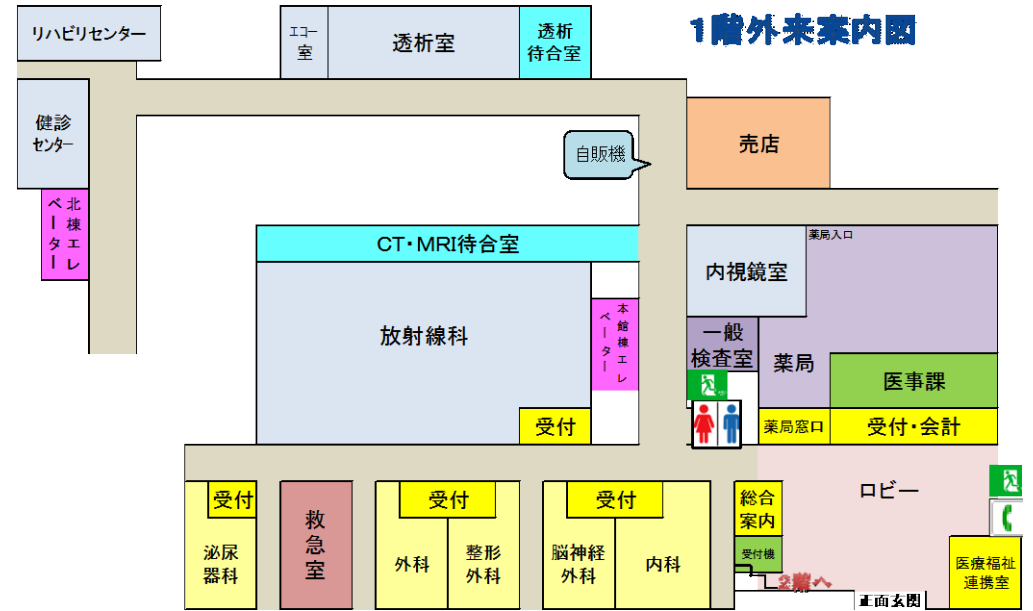 1階外来案内図
リハビリセンター
エコー
室
透析室
透析
待合室
健診
センター
北棟エレ
ベーター
自販機
売店
CT・MRI待合室
薬局入口
内視鏡室
放射線科
本館棟エレ
ベーター
一般
検査室
薬局
医事課
受付
薬局窓口
受付・会計
受付
泌尿
器科
救急室
受付
外科
整形
外科
受付
脳神経
外科
内科
総合
案内
受付機
ロビー
2階へ
医療福祉
連携室
正面玄関